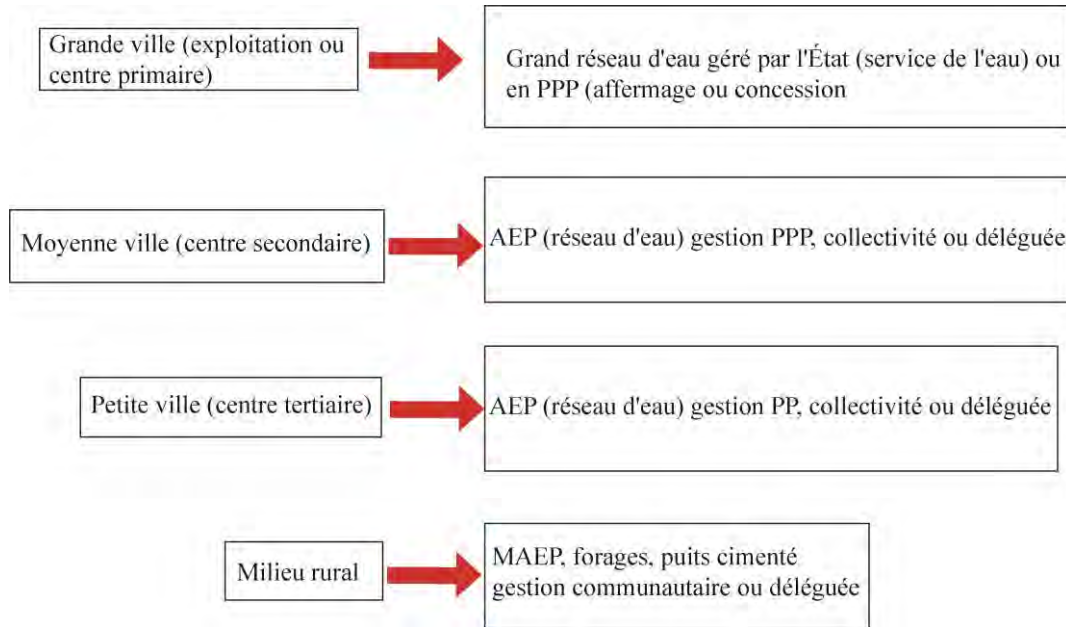 Grande ville (exploitation ou
centre primaire)
Grand réseau d'eau géré par l'État (service de l'eau) ou
en PPP (affermage ou concession
Moyenne ville (centre secondaire)
AEP (réseau d'eau) gestion PPP, collectivité ou déléguée
Petite ville (centre tertiaire)
AEP (réseau d'eau) gestion PP, collectivité ou déléguée
Milieu rural
MAEP, forages, puits cimenté
gestion communautaire ou déléguée